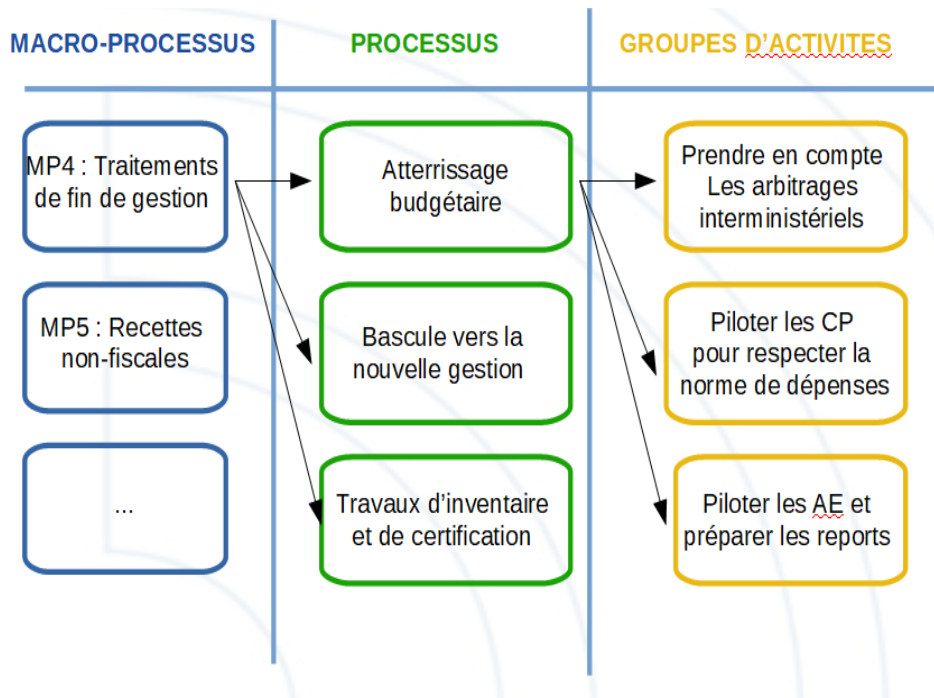 MACRO-PROCESSUS
PROCESSUS
GROUPES D'ACTIVITES
MP4 : Traitements
de fin de gestion
Atterrissage
budgétaire
Prendre en compte
Les arbitrages
interministériels
MP5 : Recettes
non-fiscales
Bascule vers la
nouvelle gestion
Piloter les CP
pour respecter la
norme de dépenses
...
Travaux d'inventaire
et de certification
Piloter les AE et
préparer les reports